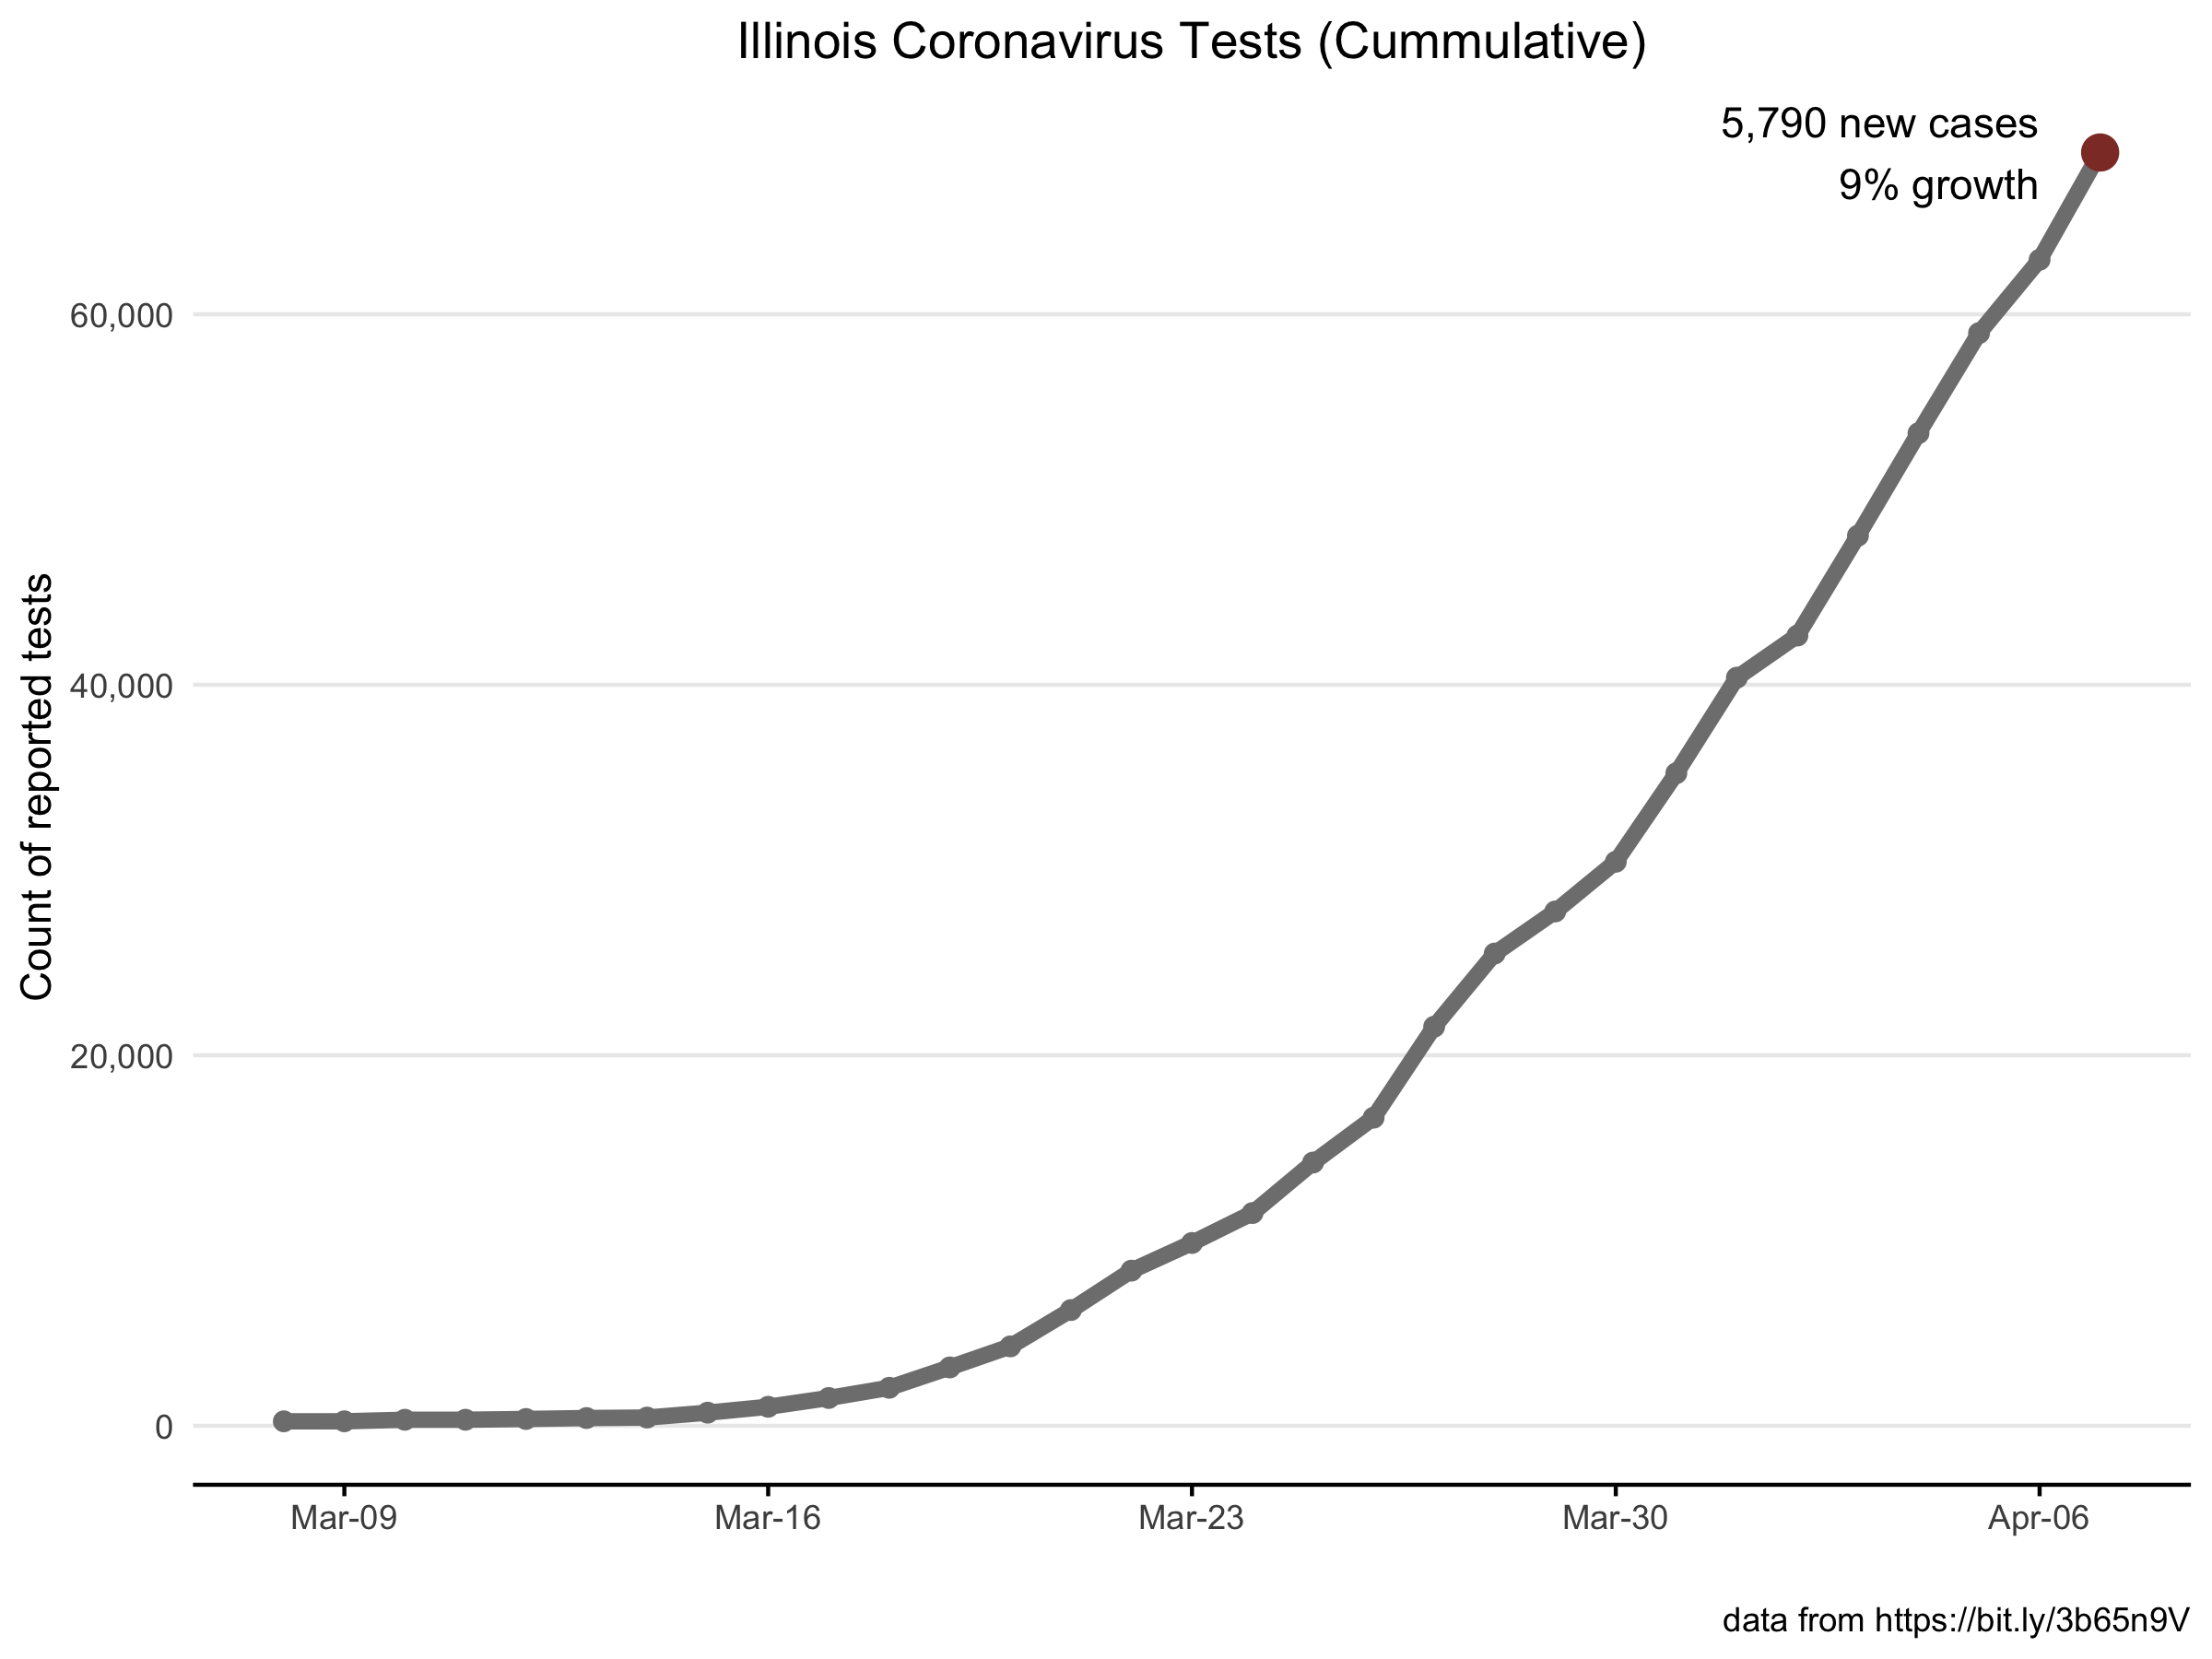 Illinois Coronavirus Tests (Cummulative)
5,790 new cases
9% growth
Count of reported tests
60,000
40,000
20,000
0
Mar-09
Mar-16
Mar-23
Mar-30
Apr-06
data from https://bit.ly/3b65n9V